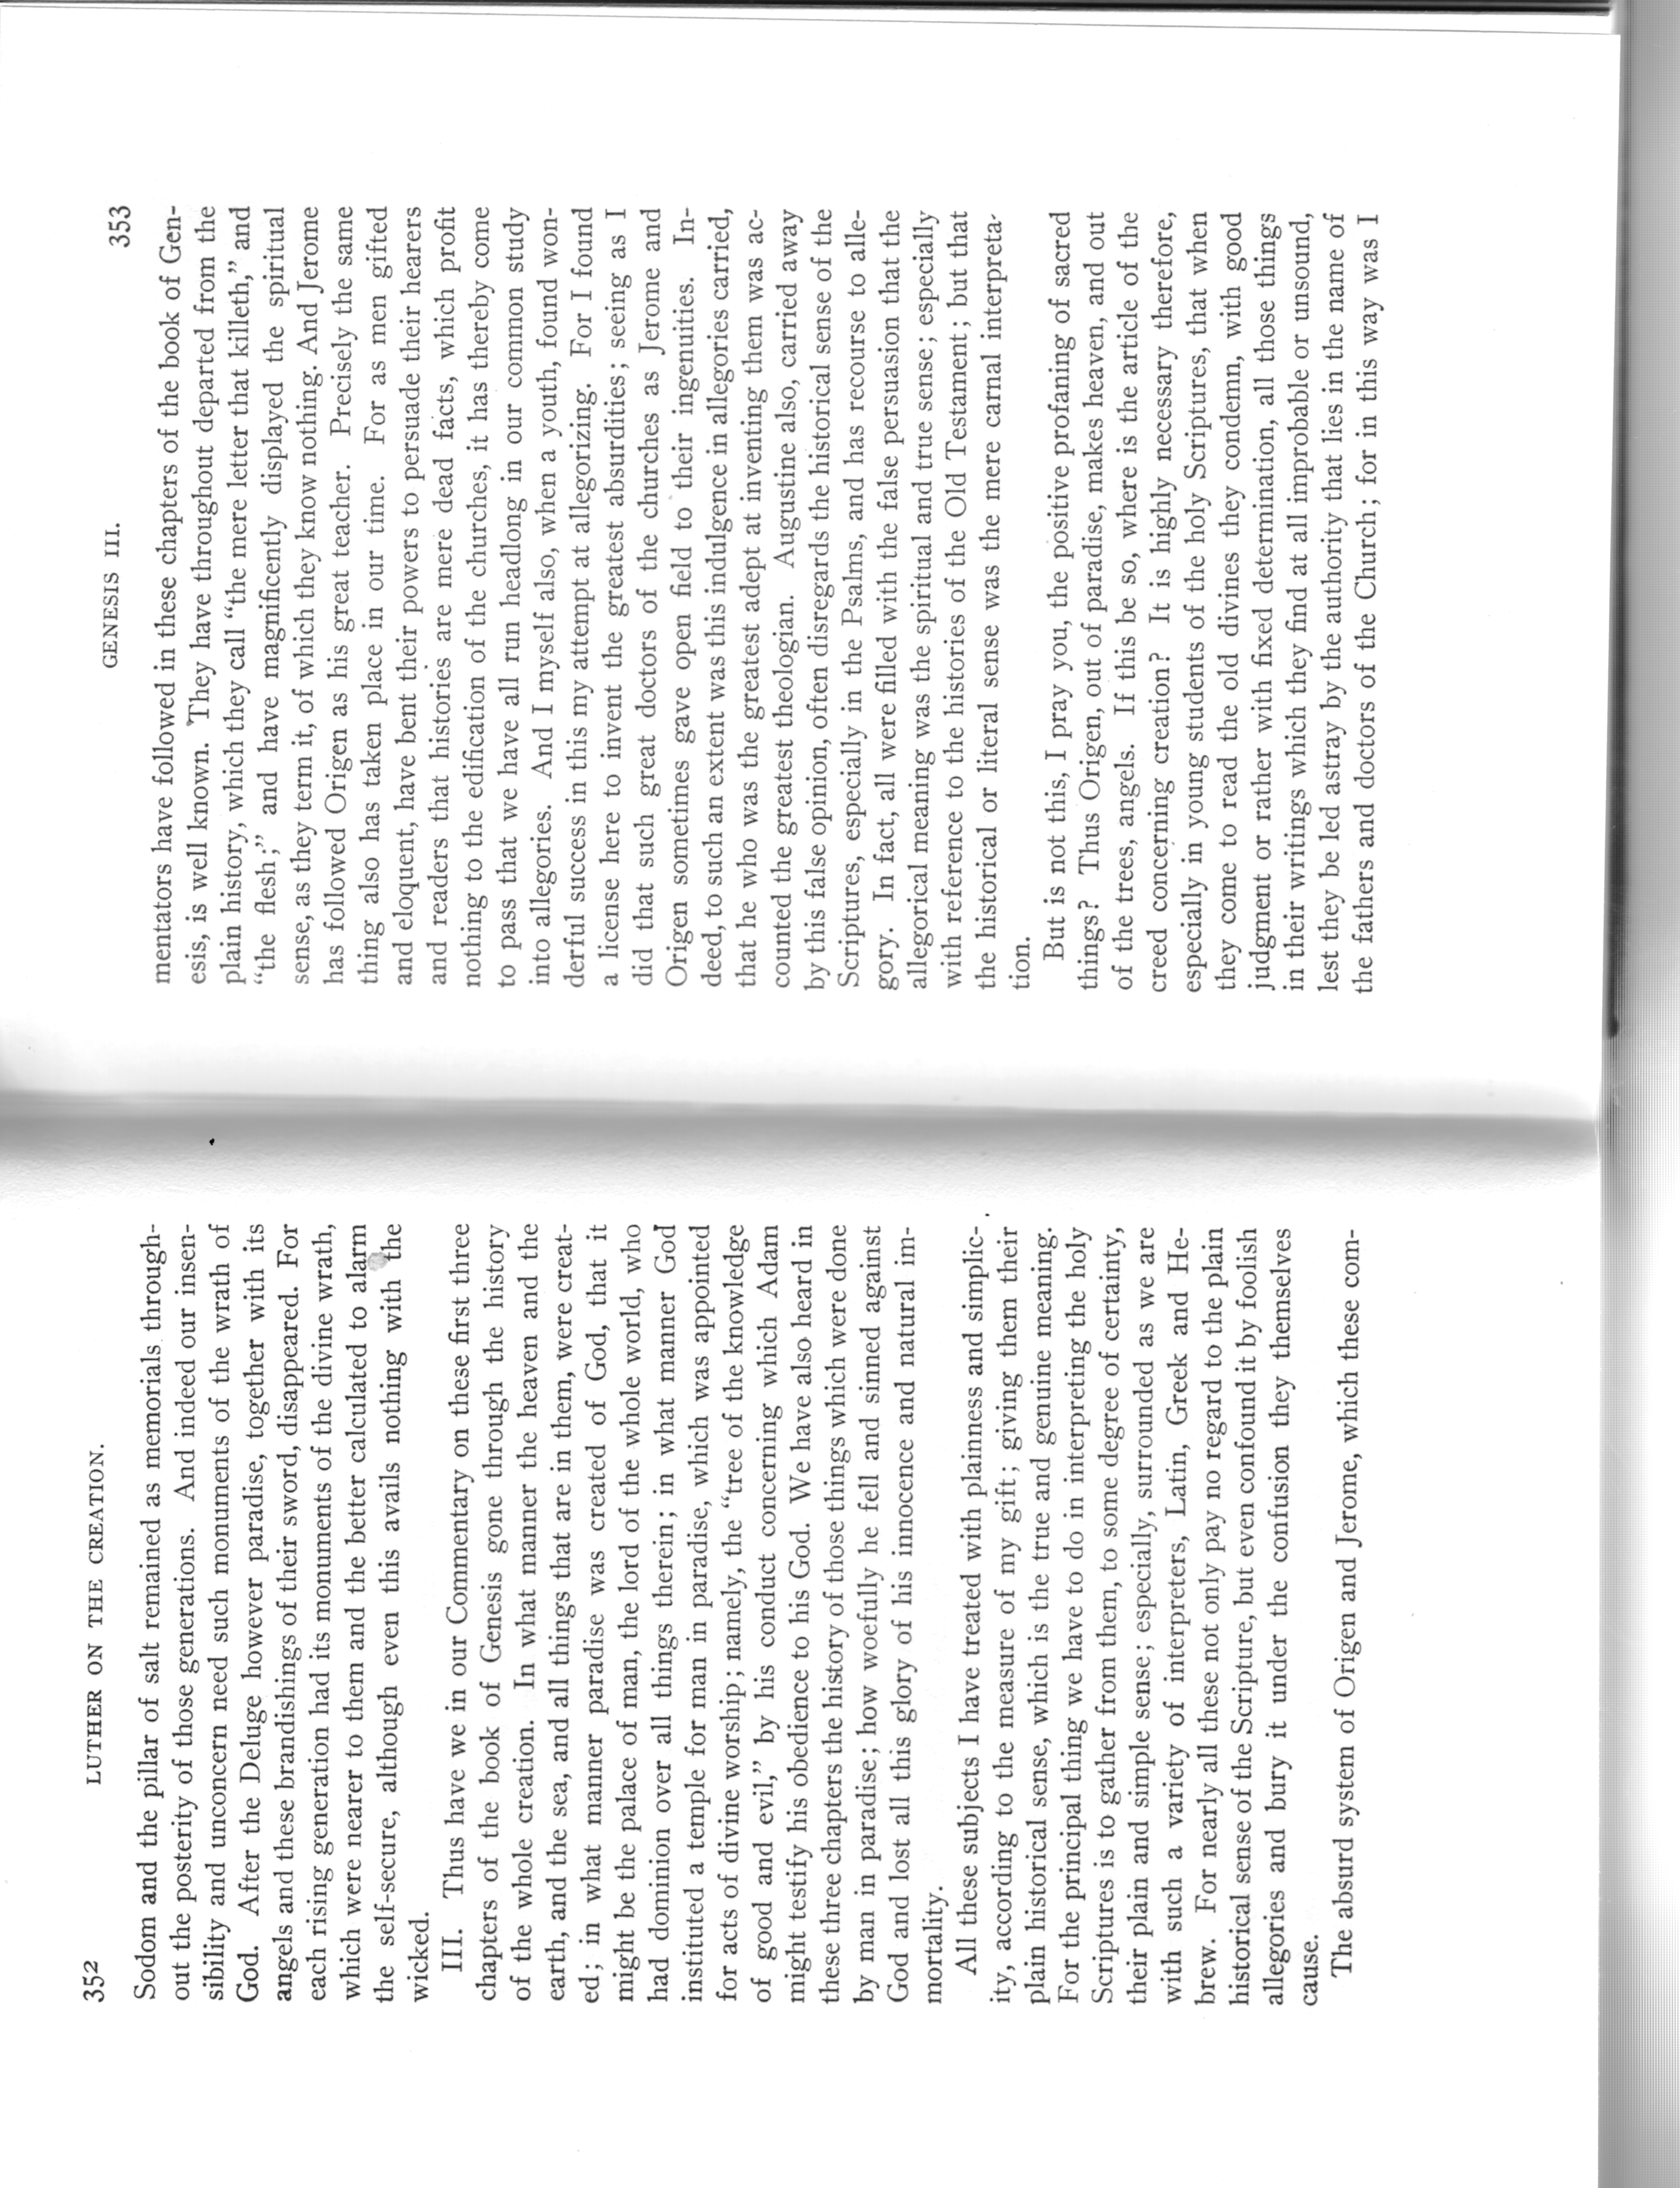 352 LUTHER ON THE CREATION.
Sodom and the pillar of salt remained as memorials through-
out the posterity of those generations. And indeed our insen-
sibility and unconcern need such monuments of the wrath of
God. After the Deluge however paradise, together with its
angels and these brandishings of their sword, disappeared. For
each rising generation had its monuments of the divine wrath,
which were nearer to them and the better calculated to alarm
the self-secure, although even this avails nothing with the
wicked.
III. Thus have we in our Commentary on these first three
chapters of the book of Genesis gone through the history
of the whole creation. In what manner the heaven and the
earth, and the sea, and all things that are in them, were creat-
ed; in what manner paradise was created of God, that it
might be the palace of man, the lord of the whole world, who
had dominion over all things therein; in what manner God
instituted a temple for man in paradise, which was appointed
for acts of divine worship; namely, the “tree of the knowledge
of good and evil,” by his conduct concerning which Adam
might testify his obedience to his God. We have also heard in
these three chapters the history of those things which were done
by man in paradise; how woefully he fell and sinned against
God and lost all this glory of his innocence and natural im-
mortality.
All these subjects I have treated with plainness and simplic-
ity, according to the measure of my gift; giving them their
plain historical sense, which is the true and genuine meaning.
For the principal thing we have to do in interpreting the holy
Scriptures is to gather from them, to some degree of certainty,
their plain and simple sense; especially, surrounded as we are
with such a variety of interpreters, Latin, Greek and He-
brew. For nearly all these not only pay no regard to the plain
historical sense of the Scripture, but even confound it by foolish
allegories and bury it under the confusion they themselves
cause.
The absurd system of Origen and Jerome, which these com-
GENESIS III. 353
mentators have followed in these chapters of the book of Gen-
esis, is well known. They have throughout departed from the
plain history, which they call “the mere letter that killeth,” and
“the flesh;” and have magnificently displayed the spiritual
sense, as they term it, of which they know nothing. And Jerome
has followed Origen as his great teacher. Precisely the same
thing also has taken place in our time. For as men gifted
and eloquent, have bent their powers to persuade their hearers
and readers that histories are mere dead facts, which profit
nothing to the edification of the churches, it has thereby come
to pass that we have all run headlong in our common study
into allegories. And I myself also, when a youth, found won-
derful success in this my attempt at allegorizing. For I found
a license here to invent the greatest absurdities; seeing as I
did that such great doctors of the churches as Jerome and
Origen sometimes gave open field to their ingenuities. In-
deed, to such an extent was this indulgence in allegories carried,
that he who was the greatest adept at inventing them was ac-
counted the greatest theologian. Augustine also, carried away
by this false opinion, often disregards the historical sense of the
Scriptures, especially in the Psalms, and has recourse to alle-
gory. In fact, all were filled with the false persuasion that the
allegorical meaning was the spiritual and true sense; especially
with reference to the histories of the Old Testament; but that
the historical or literal sense was the mere carnal interpreta-
tion.
But is not this, I pray you, the positive profaning of sacred
things? Thus Origen, out of paradise, makes heaven, and out
of the trees, angels. If this be so, where is the article of the
creed concerning creation? It is highly necessary therefore,
especially in young students of the holy Scriptures, that when
they come to read the old divines they condemn, with good
judgment or rather with fixed determination, all those things
in their writings which they find at all improbable or unsound,
lest they be led astray by the authority that lies in the name of
the fathers and doctors of the Church; for in this way was I